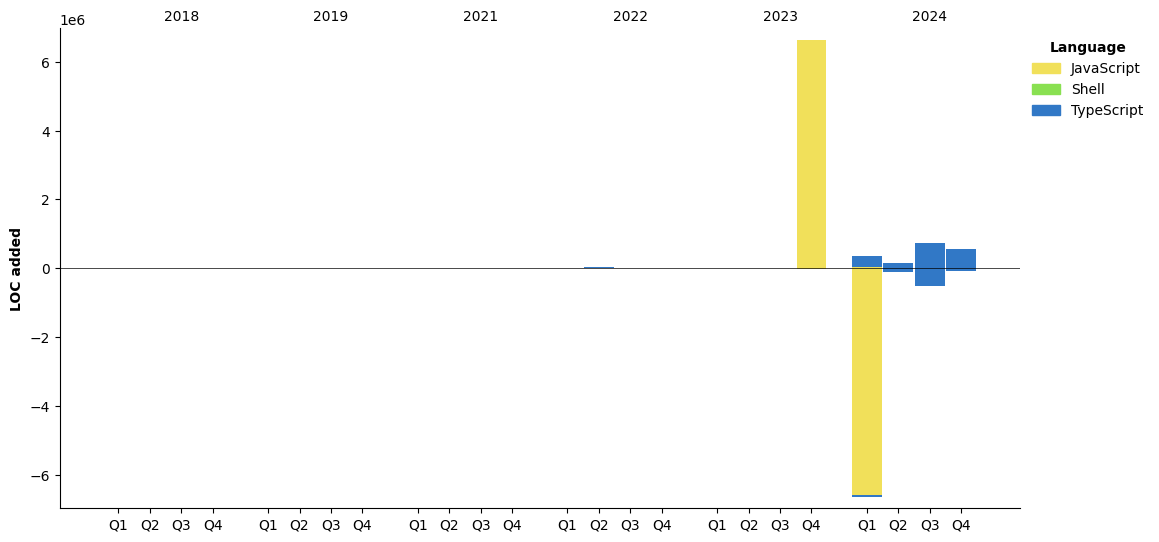 1e6
2018 2019 2021 2022 2023 2024
Language
JavaScript
Shell
TypeScript
LOC added
6
4
2
0
−2
−4
−6
Q1 Q2 Q3 Q4 Q1 Q2 Q3 Q4 Q1 Q2 Q3 Q4 Q1 Q2 Q3 Q4 Q1 Q2 Q3 Q4 Q1 Q2 Q3 Q4